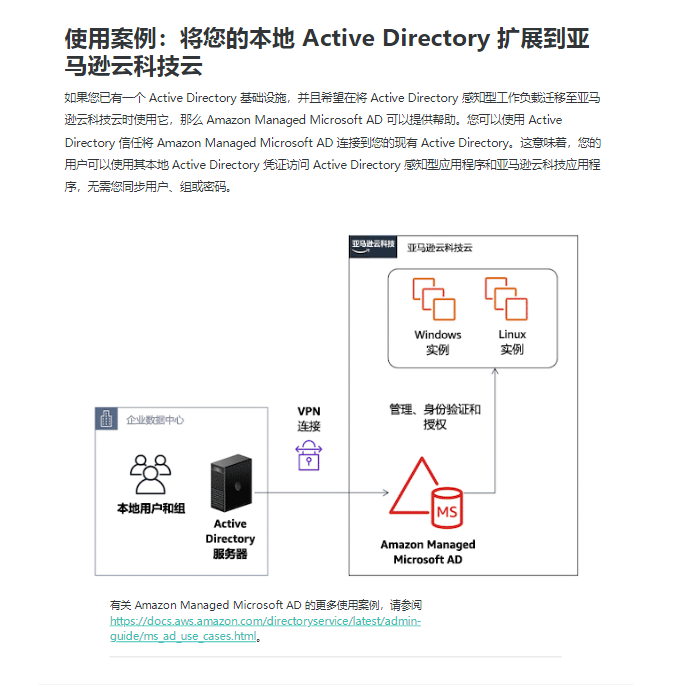 使用案例：将您的本地 Active Directory 扩展到亚
马逊云科技云
如果您已有一个 Active Directory 基础设施，并且希望在将 Active Directory 感知型工作负载迁移至亚马
逊云科技云时使用它，那么 Amazon Managed Microsoft AD 可以提供帮助。您可以使用 Active
Directory 信任将 Amazon Managed Microsoft AD 连接到您的现有 Active Directory。这意味着，您的
用户可以使用其本地 Active Directory 凭证访问 Active Directory 感知型应用程序和亚马逊云科技应用程
序，无需您同步用户、组或密码。
亚马逊云科技
亚马逊云科技云
Windows
实例
Linux
实例
管理、身份验证和
授权
VPN
连接
企业数据中心
本地用户和组
Active
Directory
服务器
MS
Amazon Managed
Microsoft AD
有关 Amazon Managed Microsoft AD 的更多使用案例，请参阅
https://docs.aws.amazon.com/directoryservice/latest/admin-
guide/ms_ad_use_cases.html。